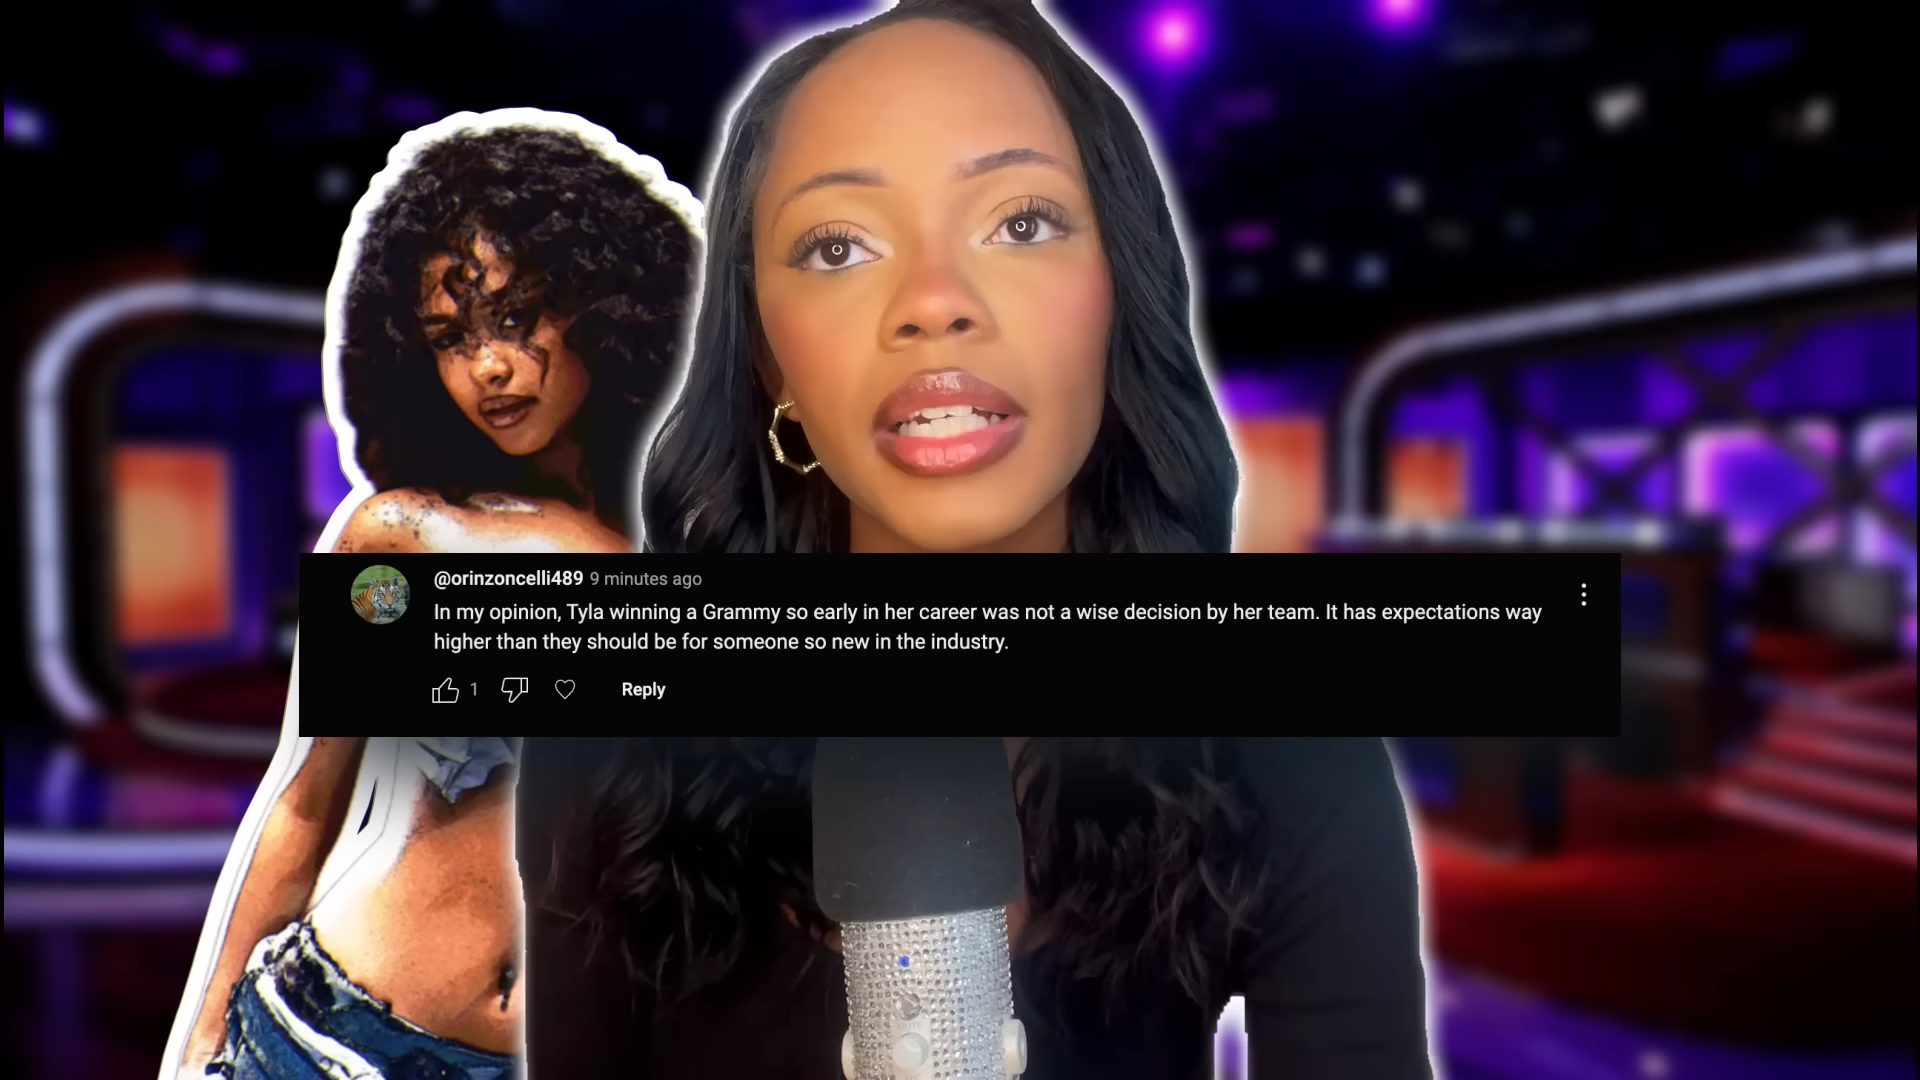 @orinzoncelli489 9 minutes ago
In my opinion, Tyla winning a Grammy so early in her career was not a wise decision by her team. It has expectations way
higher than they should be for someone so new in the industry.
1 Reply